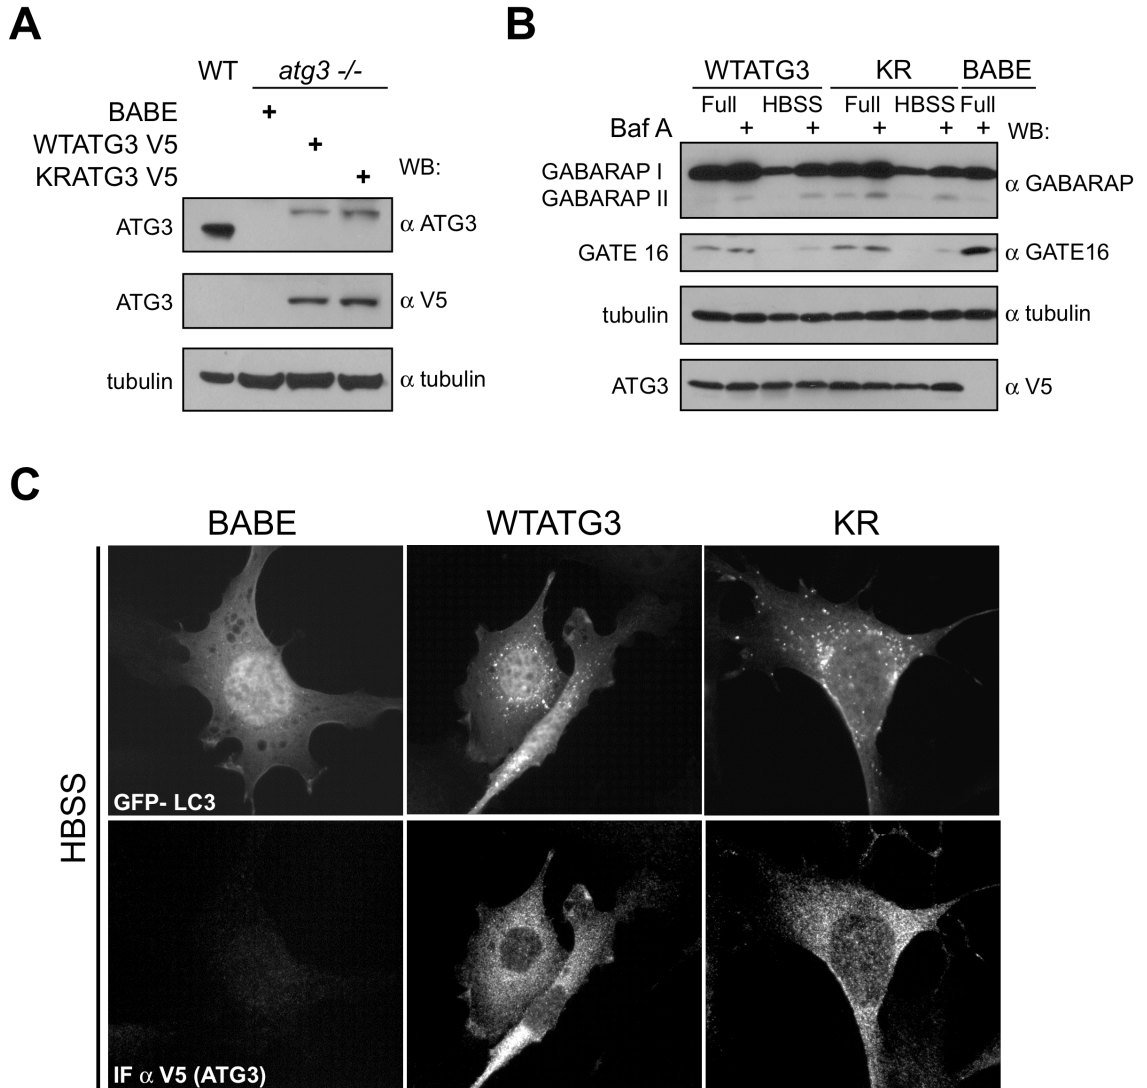 A
WT atg3 -/-
BABE +
WTATG3 V5 +
KRATG3 V5 + WB:
ATG3 α ATG3
ATG3 α V5
tubulin α tubulin
B
WTATG3 KR BABE
Full HBSS Full HBSS Full
Baf A + + + + + WB:
GABARAP I
GABARAP II α GABARAP
GATE 16 α GATE16
tubulin α tubulin
ATG3 α V5
C
BABE WTATG3 KR
HBSS
GFP- LC3
IF α V5 (ATG3)